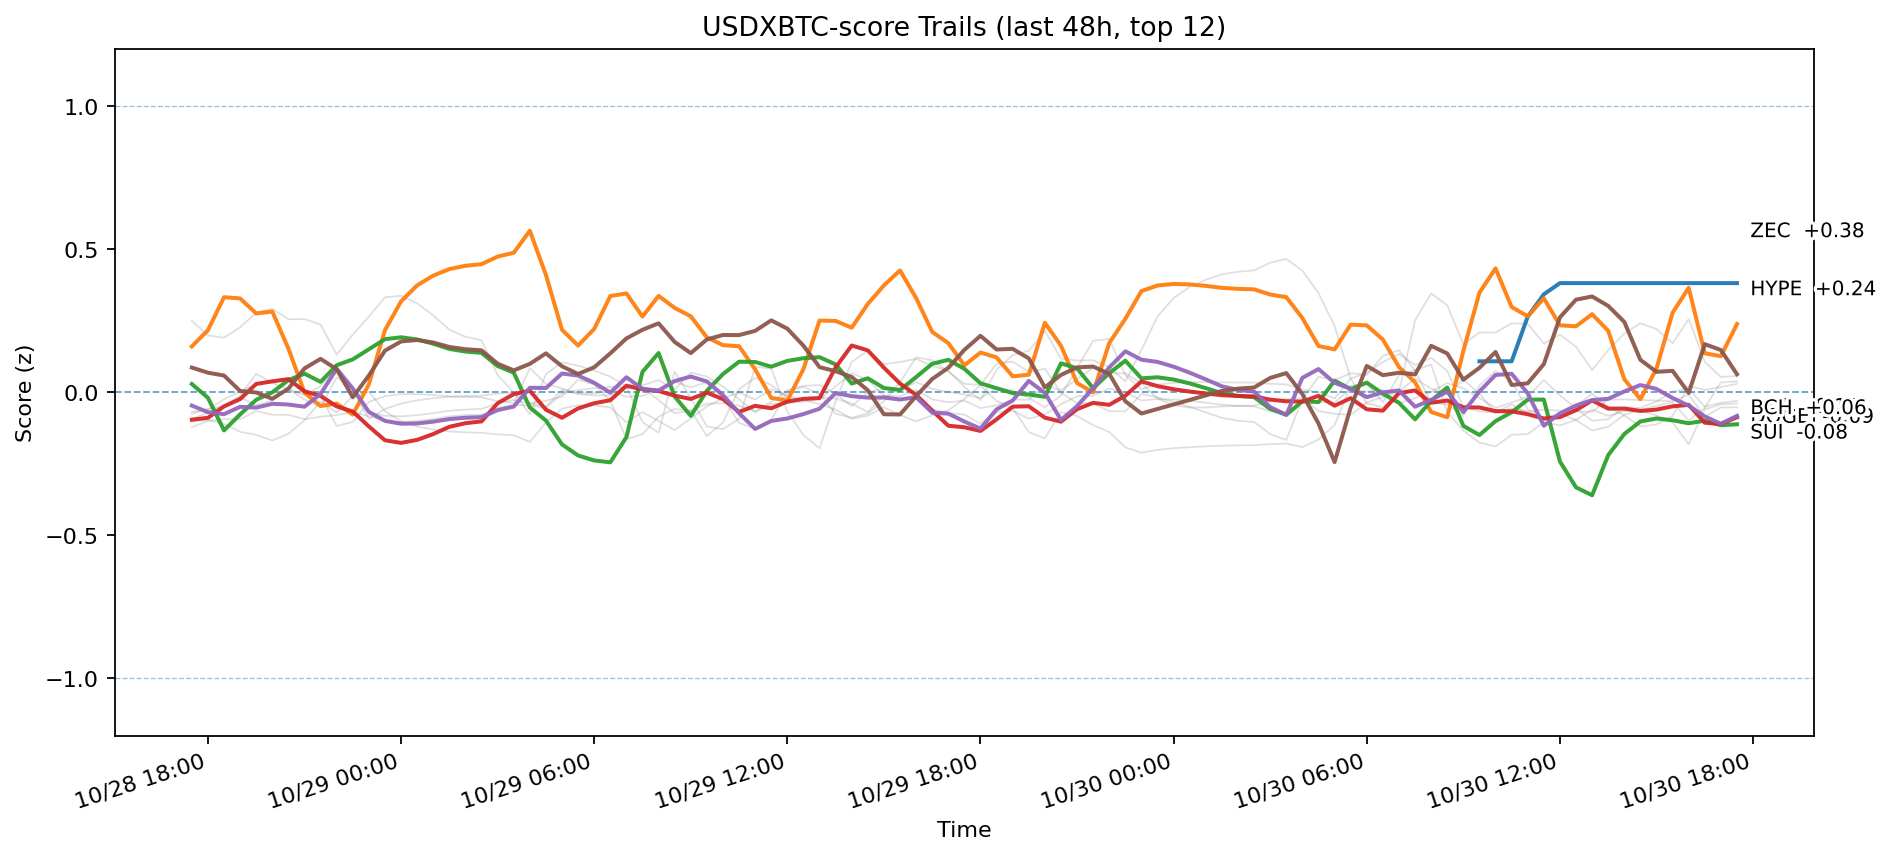 USDXBTC-score Trails (last 48h, top 12)
Score (z)
1.0
0.5
0.0
−0.5
−1.0
ZEC +0.38
HYPE +0.24
BCH +0.06
SUI -0.08
10/28 18:00
10/29 00:00
10/29 06:00
10/29 12:00
10/29 18:00
10/30 00:00
10/30 06:00
10/30 12:00
10/30 18:00
Time